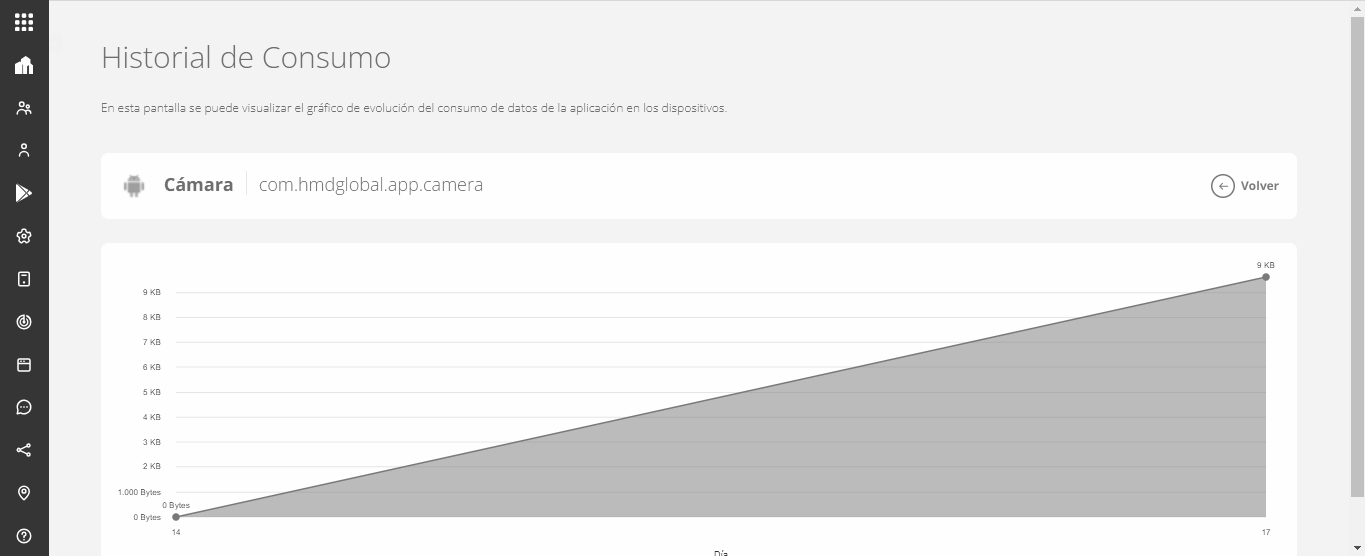 Historial de Consumo
En esta pantalla se puede visualizar el gráfico de evolución del consumo de datos de la aplicación en los dispositivos.
Cámara com.hmdglobal.app.camera Volver
9 KB
9 KB
8 KB
7 KB
6 KB
5 KB
4 KB
3 KB
2 KB
1.000 Bytes
0 Bytes
0 Bytes
14 17
Día